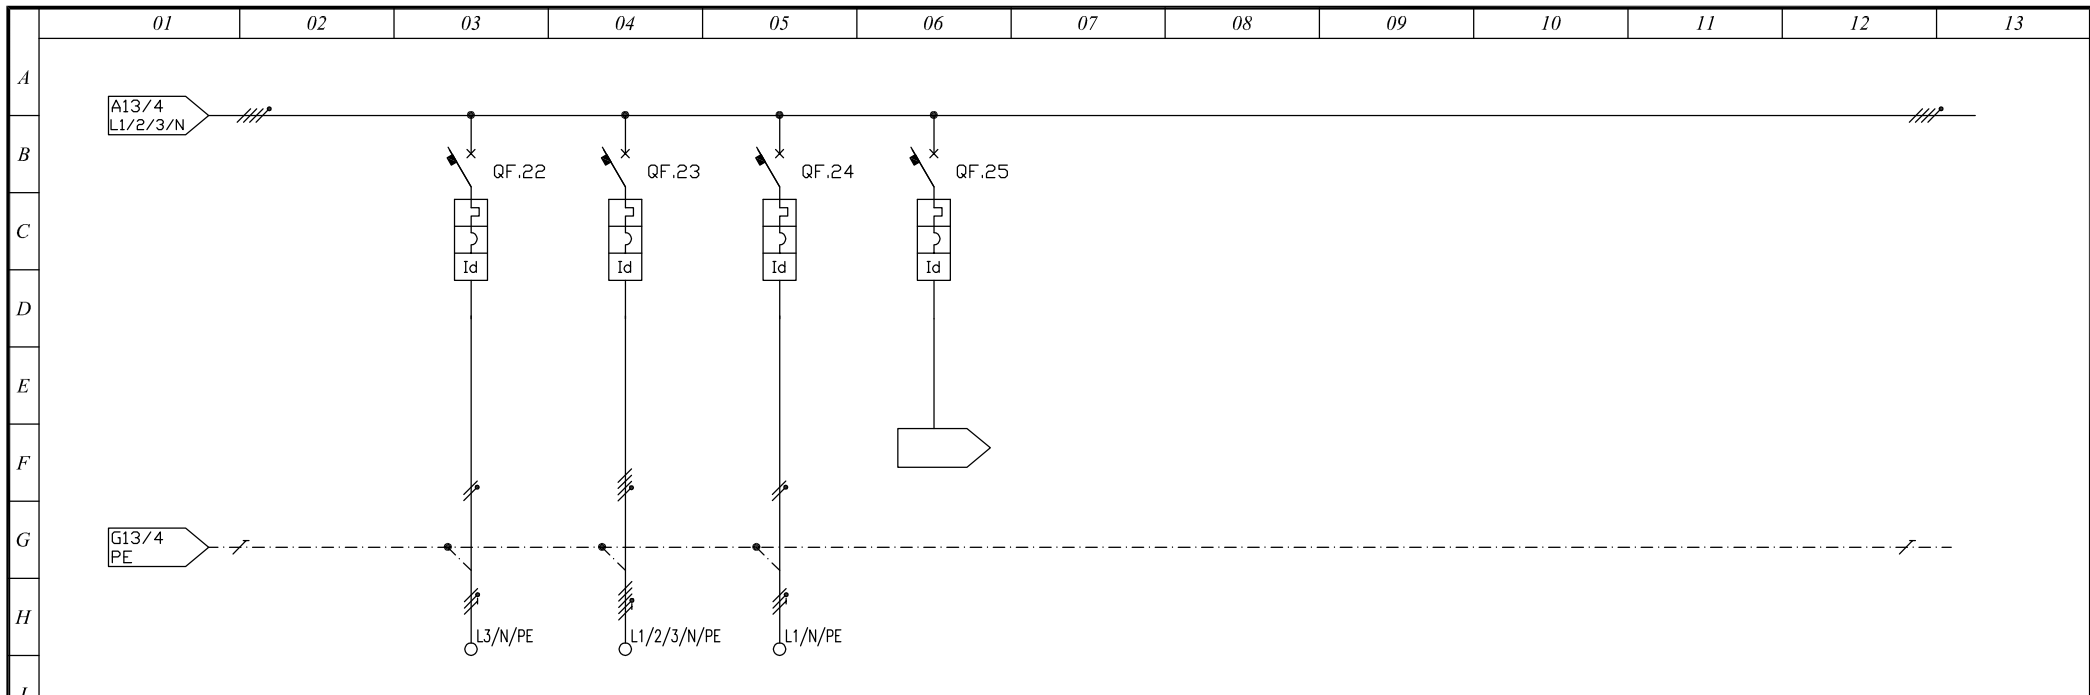 01 02 03 04 05 06 07 08 09 10 11 12 13
A
A13/4
L1/2/3/N
B
QF.22 QF.23 QF.24 QF.25
C
Id Id Id Id
D
E
F
G
G13/4
PE
H
L3/N/PE L1/2/3/N/PE L1/N/PE